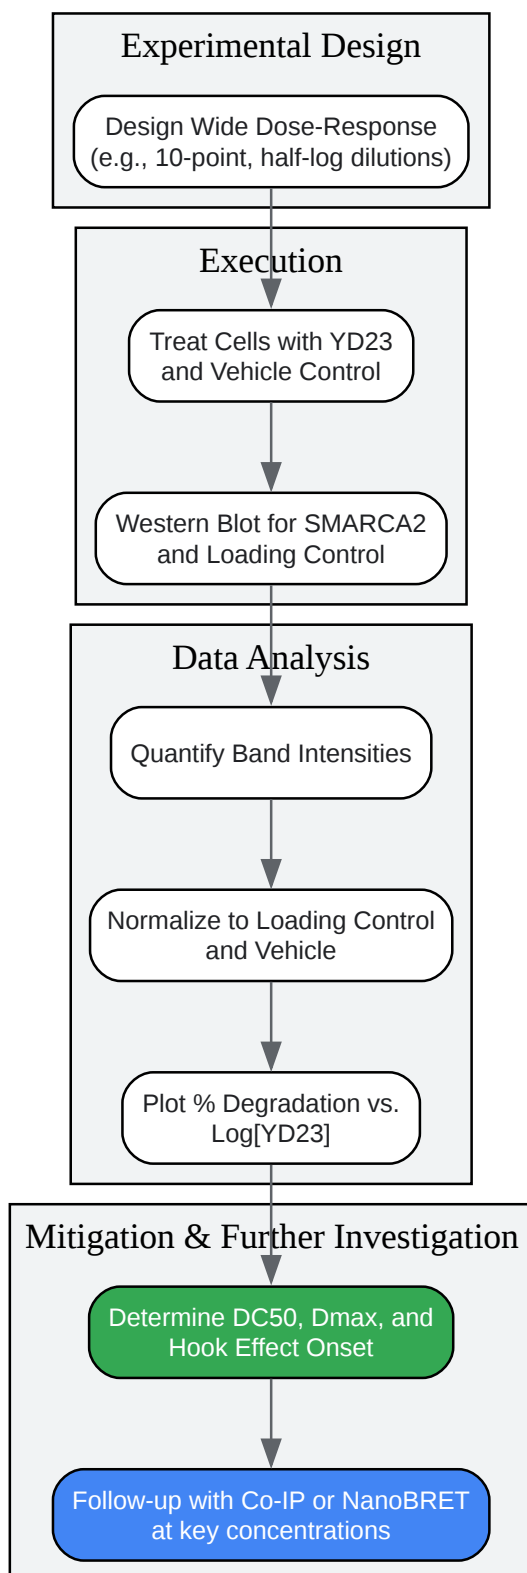 Experimental Design
Design Wide Dose-Response
(e.g., 10-point, half-log dilutions)
Execution
Treat Cells with YD23
and Vehicle Control
Western Blot for SMARCA2
and Loading Control
Data Analysis
Quantify Band Intensities
Normalize to Loading Control
and Vehicle
Plot % Degradation vs.
Log[YD23]
Mitigation & Further Investigation
Determine DC50, Dmax, and
Hook Effect Onset
Follow-up with Co-IP or NanoBRET
at key concentrations